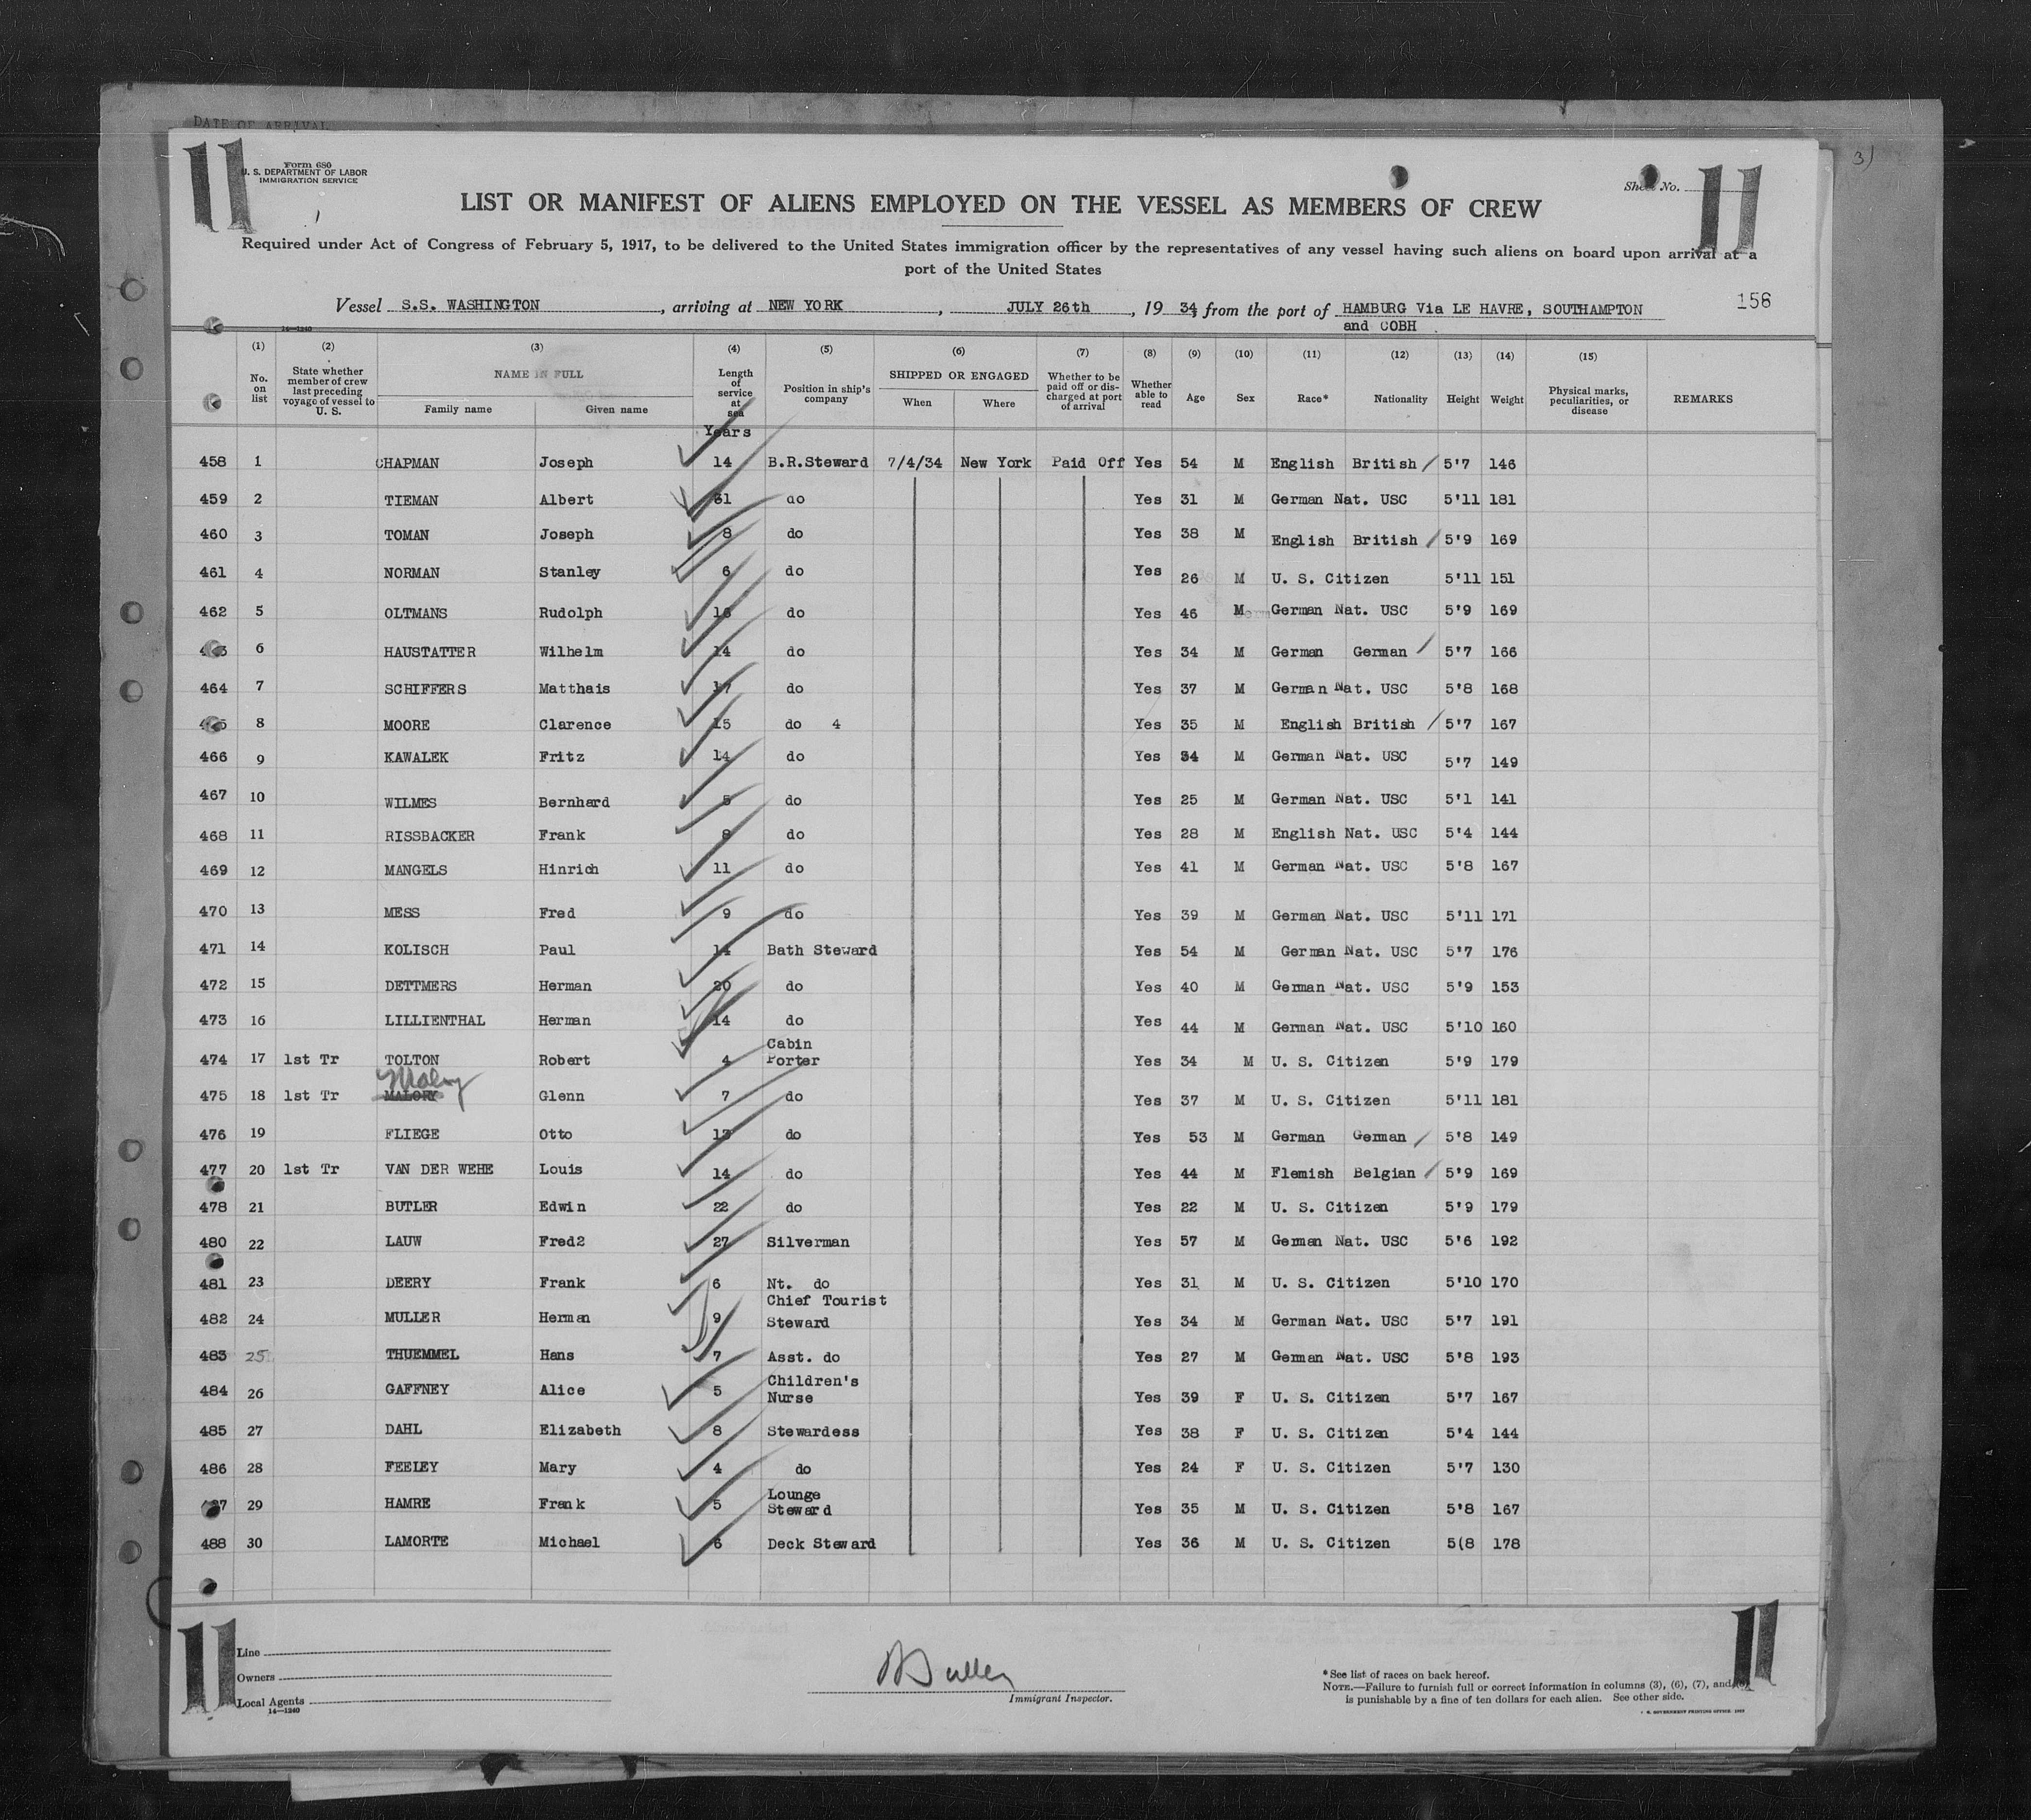 DATE OF ARRIVAL
11
Form 680
U. S. DEPARTMENT OF LABOR
IMMIGRATION SERVICE
3)
Sheet No.
11
LIST OR MANIFEST OF ALIENS EMPLOYED ON THE VESSEL AS MEMBERS OF CREW
Required under Act of Congress of February 5, 1917, to be delivered to the United States immigration officer by the representatives of any vessel having such aliens on board upon arrival at a
port of the United States
Vessel S.S. WASHINGTON, arriving at NEW YORK, JULY 26th, 19 34 from the port of HAMBURG Via LE HAVRE, SOUTHAMPTON
and COBH
156
14—1240
(1) (2) (3) (4) (5) (6) (7) (8) (9) (10) (11) (12) (13) (14) (15)
No. on list
State whether member of crew last preceding voyage of vessel to U. S.
NAME IN FULL
Family name Given name
Length of service at sea
Years
Position in ship's company
SHIPPED OR ENGAGED
When Where
Whether to be paid off or discharged at port of arrival
Whether able to read
Age Sex Race* Nationality Height Weight
Physical marks, peculiarities, or disease
REMARKS
458 1 CHAPMAN Joseph 14 B.R.Steward 7/4/34 New York Paid Off Yes 54 M English British 5'7 146
459 2 TIEMAN Albert 31 do Yes 31 M German Nat. USC 5'11 181
460 3 TOMAN Joseph 8 do Yes 38 M English British 5'9 169
461 4 NORMAN Stanley 6 do Yes 26 M U. S. Citizen 5'11 151
462 5 OLTMANS Rudolph 16 do Yes 46 M German Nat. USC 5'9 169
6 HAUSTATTER Wilhelm 14 do Yes 34 M German German 5'7 166
464 7 SCHIFFERS Matthais 17 do Yes 37 M German Nat. USC 5'8 168
8 MOORE Clarence 15 do 4 Yes 35 M English British 5'7 167
466 9 KAWALEK Fritz 14 do Yes 34 M German Nat. USC 5'7 149
467 10 WILMES Bernhard 5 do Yes 25 M German Nat. USC 5'1 141
468 11 RISSBACKER Frank 8 do Yes 28 M English Nat. USC 5'4 144
469 12 MANGELS Hinrich 11 do Yes 41 M German Nat. USC 5'8 167
470 13 MESS Fred 9 do Yes 39 M German Nat. USC 5'11 171
471 14 KOLISCH Paul 14 Bath Steward Yes 54 M German Nat. USC 5'7 176
472 15 DETTMERS Herman 20 do Yes 40 M German Nat. USC 5'9 153
473 16 LILLIENTHAL Herman 14 do Yes 44 M German Nat. USC 5'10 160
474 17 1st Tr TOLTON Robert 4 Cabin Porter Yes 34 M U. S. Citizen 5'9 179
475 18 1st Tr MALORY Glenn 7 do Yes 37 M U. S. Citizen 5'11 181
476 19 FLIEGE Otto 13 do Yes 53 M German German 5'8 149
477 20 1st Tr VAN DER WEHE Louis 14 do Yes 44 M Flemish Belgian 5'9 169
478 21 BUTLER Edwin 22 do Yes 22 M U. S. Citizen 5'9 179
480 22 LAUW Fred2 27 Silverman Yes 57 M German Nat. USC 5'6 192
481 23 DEERY Frank 6 Nt. do Yes 31 M U. S. Citizen 5'10 170
482 24 MULLER Herman 9 Chief Tourist Steward Yes 34 M German Nat. USC 5'7 191
483 25 THUEMMEL Hans 7 Asst. do Yes 27 M German Nat. USC 5'8 193
484 26 GAFFNEY Alice 5 Children's Nurse Yes 39 F U. S. Citizen 5'7 167
485 27 DAHL Elizabeth 8 Stewardess Yes 38 F U. S. Citizen 5'4 144
486 28 FEELEY Mary 4 do Yes 24 F U. S. Citizen 5'7 130
29 HAMRE Frank 5 Lounge Steward Yes 35 M U. S. Citizen 5'8 167
488 30 LAMORTE Michael 6 Deck Steward Yes 36 M U. S. Citizen 5(8 178
11
Line
Owners
Local Agents
14—1240
Immigrant Inspector.
* See list of races on back hereof.
NOTE.—Failure to furnish full or correct information in columns (3), (6), (7), and
is punishable by a fine of ten dollars for each alien. See other side.
11